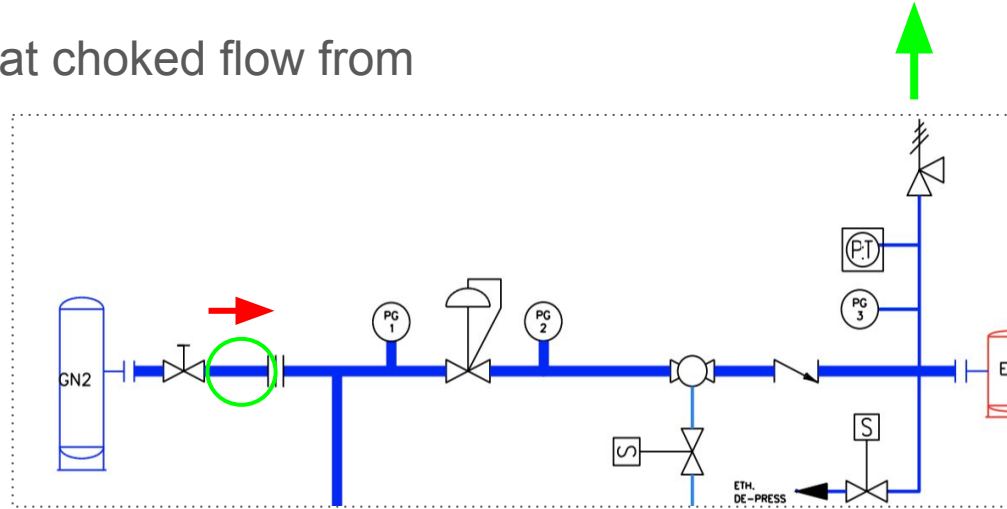 at choked flow from
P:T
PG
1
PG
2
PG
3
GN2
E
S
S
ETH.
DE-PRESS